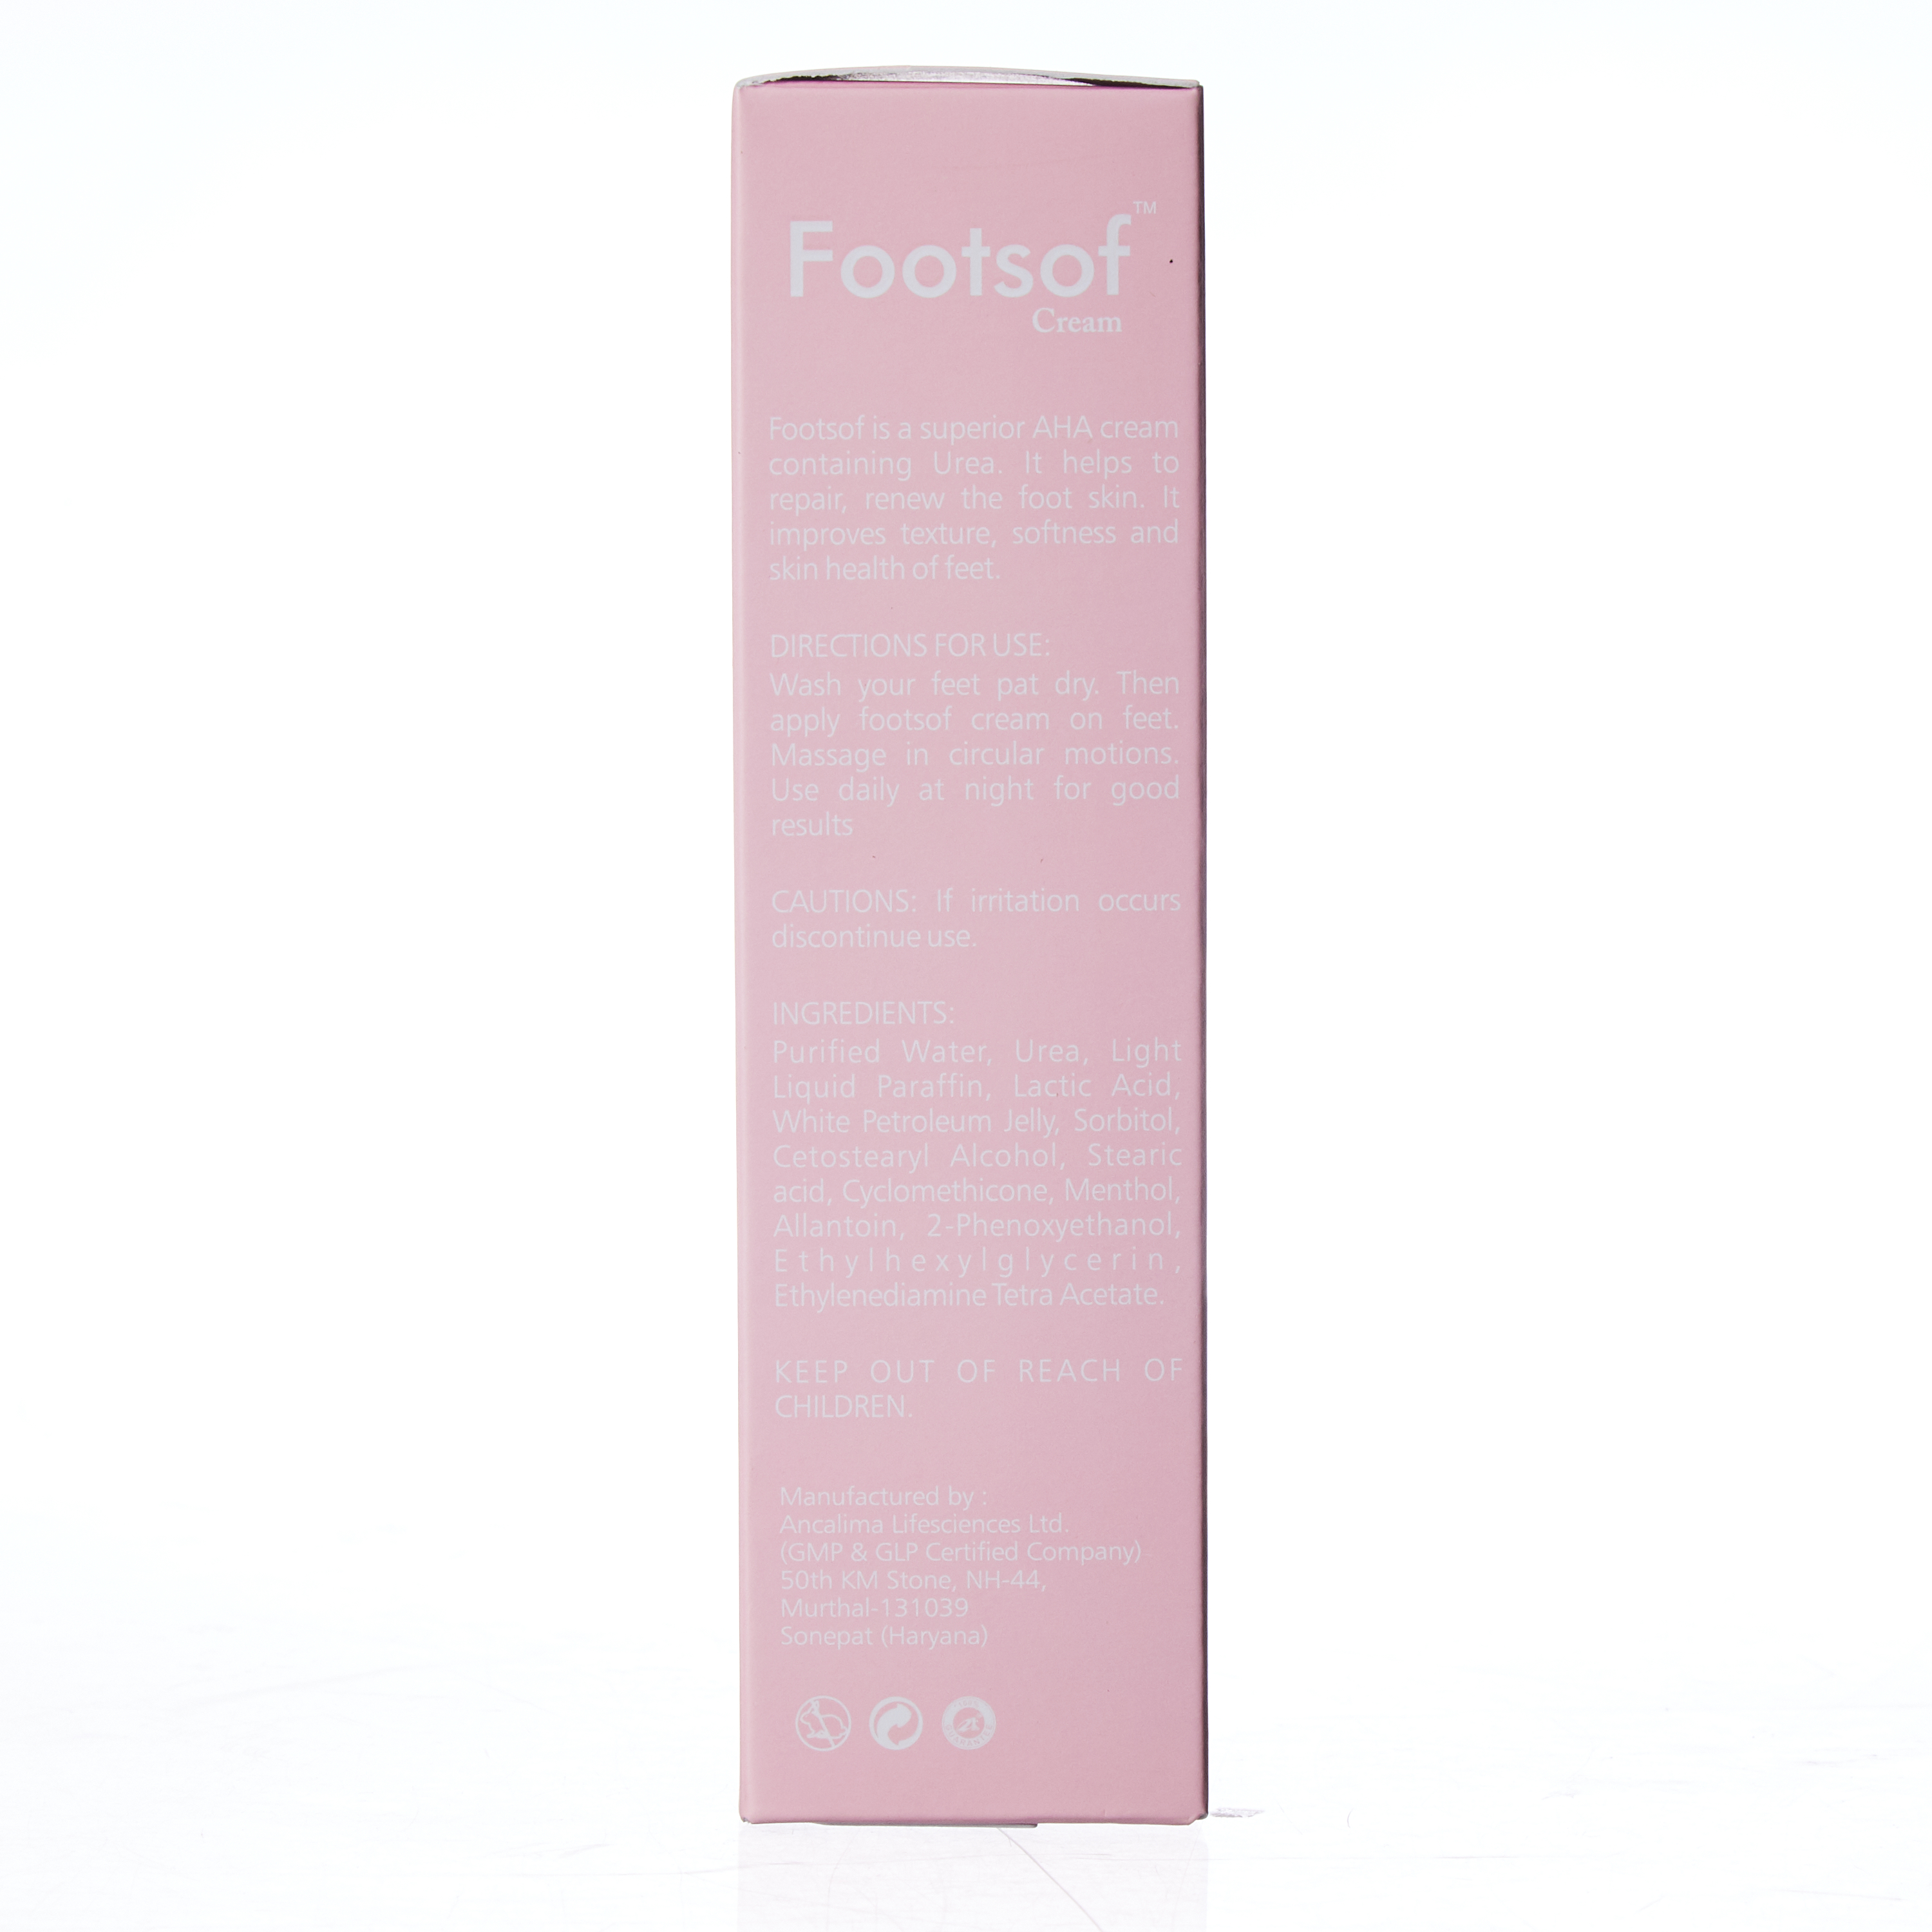 Footsof™
Cream
Footsof is a superior AHA cream
containing Urea. It helps to
repair, renew the foot skin. It
improves texture, softness and
skin health of feet.
DIRECTIONS FOR USE:
Wash your feet pat dry. Then
apply footsof cream on feet.
Massage in circular motions.
Use daily at night for good
results
CAUTIONS: If irritation occurs
discontinue use.
INGREDIENTS:
Purified Water, Urea, Light
Liquid Paraffin, Lactic Acid,
White Petroleum Jelly, Sorbitol,
Cetostearyl Alcohol, Stearic
acid, Cyclomethicone, Menthol,
Allantoin, 2-Phenoxyethanol,
Ethylhexylglycerin,
Ethylenediamine Tetra Acetate.
KEEP OUT OF REACH OF
CHILDREN.
Manufactured by :
Ancalima Lifesciences Ltd.
(GMP & GLP Certified Company)
50th KM Stone, NH-44,
Murthal-131039
Sonepat (Haryana)